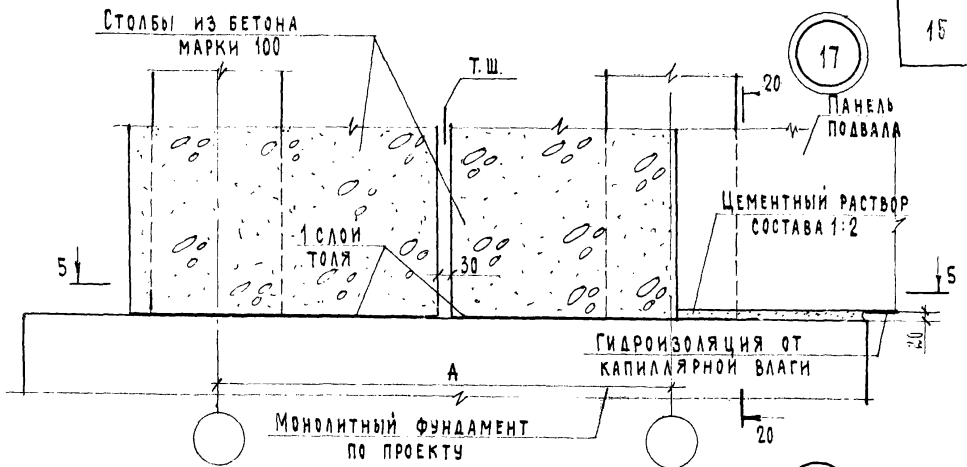 Столбы из бетона
марки 100
Т.Ш.
17
15
20
Панель
подвала
Цементный раствор
состава 1:2
1 слой
толя
30
5
5
20
Гидроизоляция от
капиллярной влаги
А
Монолитный фундамент
по проекту
20